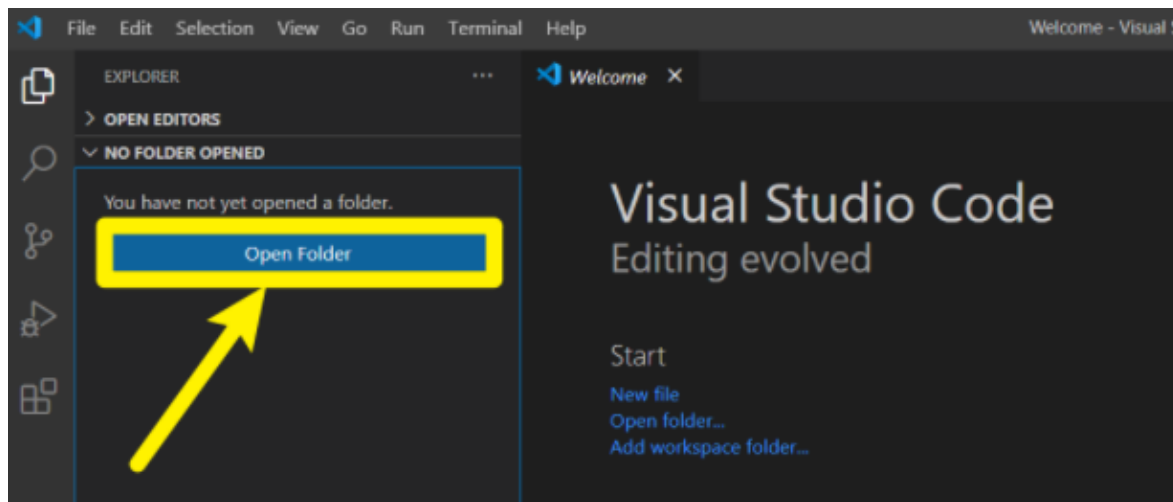 File Edit Selection View Go Run Terminal Help
Welcome - Visual
EXPLORER
Welcome
OPEN EDITORS
NO FOLDER OPENED
You have not yet opened a folder.
Open Folder
Visual Studio Code
Editing evolved
Start
New file
Open folder...
Add workspace folder...